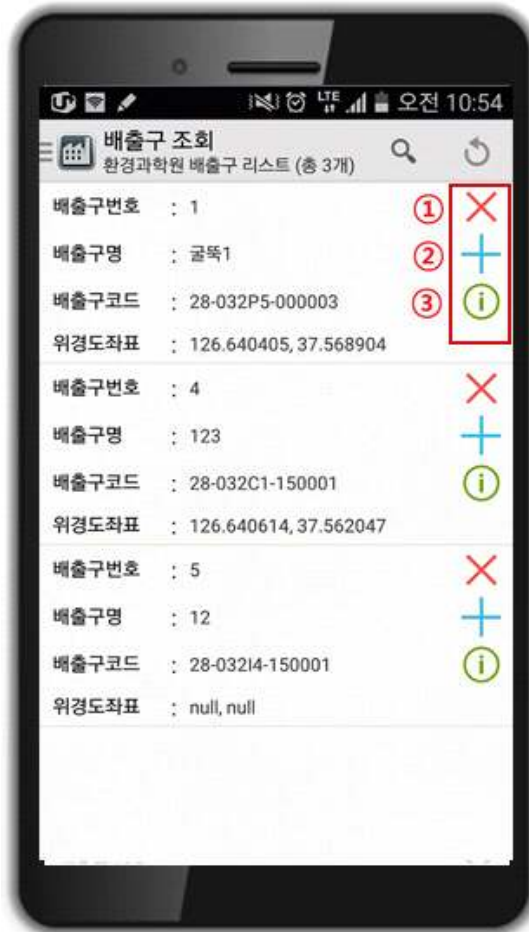 LTE 오전 10:54
배출구 조회
환경과학원 배출구 리스트 (총 3개)
배출구번호 : 1 ①
배출구명 : 굴뚝1 ②
배출구코드 : 28-032P5-000003 ③ i
위경도좌표 : 126.640405, 37.568904
배출구번호 : 4
배출구명 : 123
배출구코드 : 28-032C1-150001 i
위경도좌표 : 126.640614, 37.562047
배출구번호 : 5
배출구명 : 12
배출구코드 : 28-032I4-150001 i
위경도좌표 : null, null